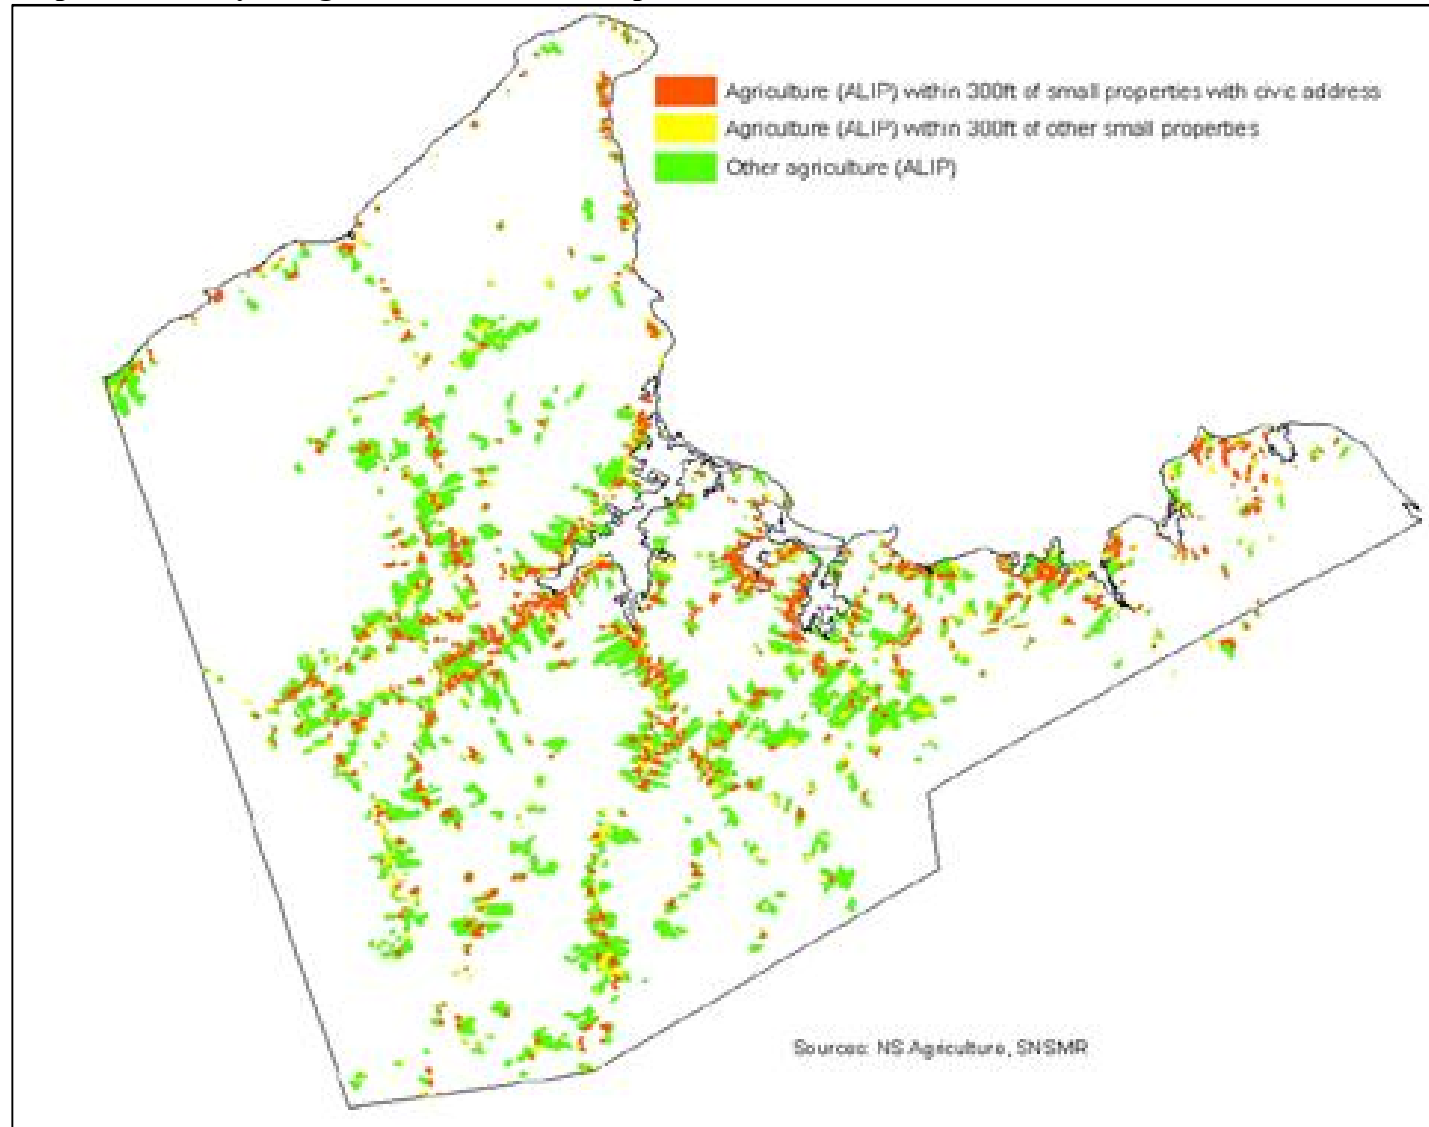 Agriculture (ALIP) within 300ft of small properties with civic address
Agriculture (ALIP) within 300ft of other small properties
Other agriculture (ALIP)
Sources: NS Agriculture, SNSMR